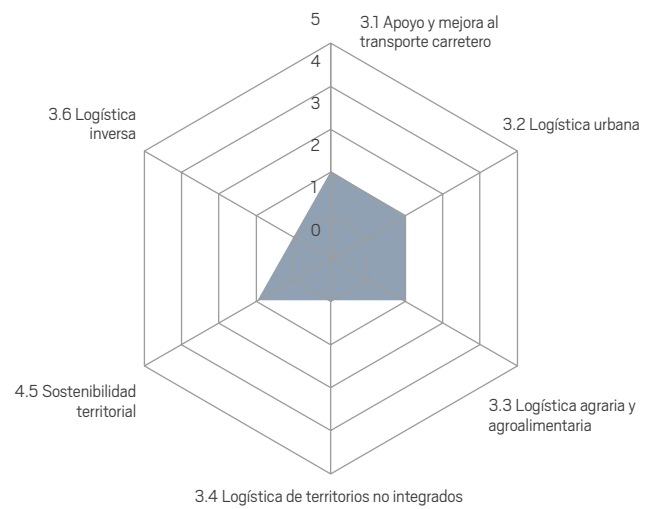 5
3.1 Apoyo y mejora al
transporte carretero
4
3
3.6 Logística
inversa
3.2 Logística urbana
2
1
0
4.5 Sostenibilidad
territorial
3.3 Logística agraria y
agroalimentaria
3.4 Logística de territorios no integrados